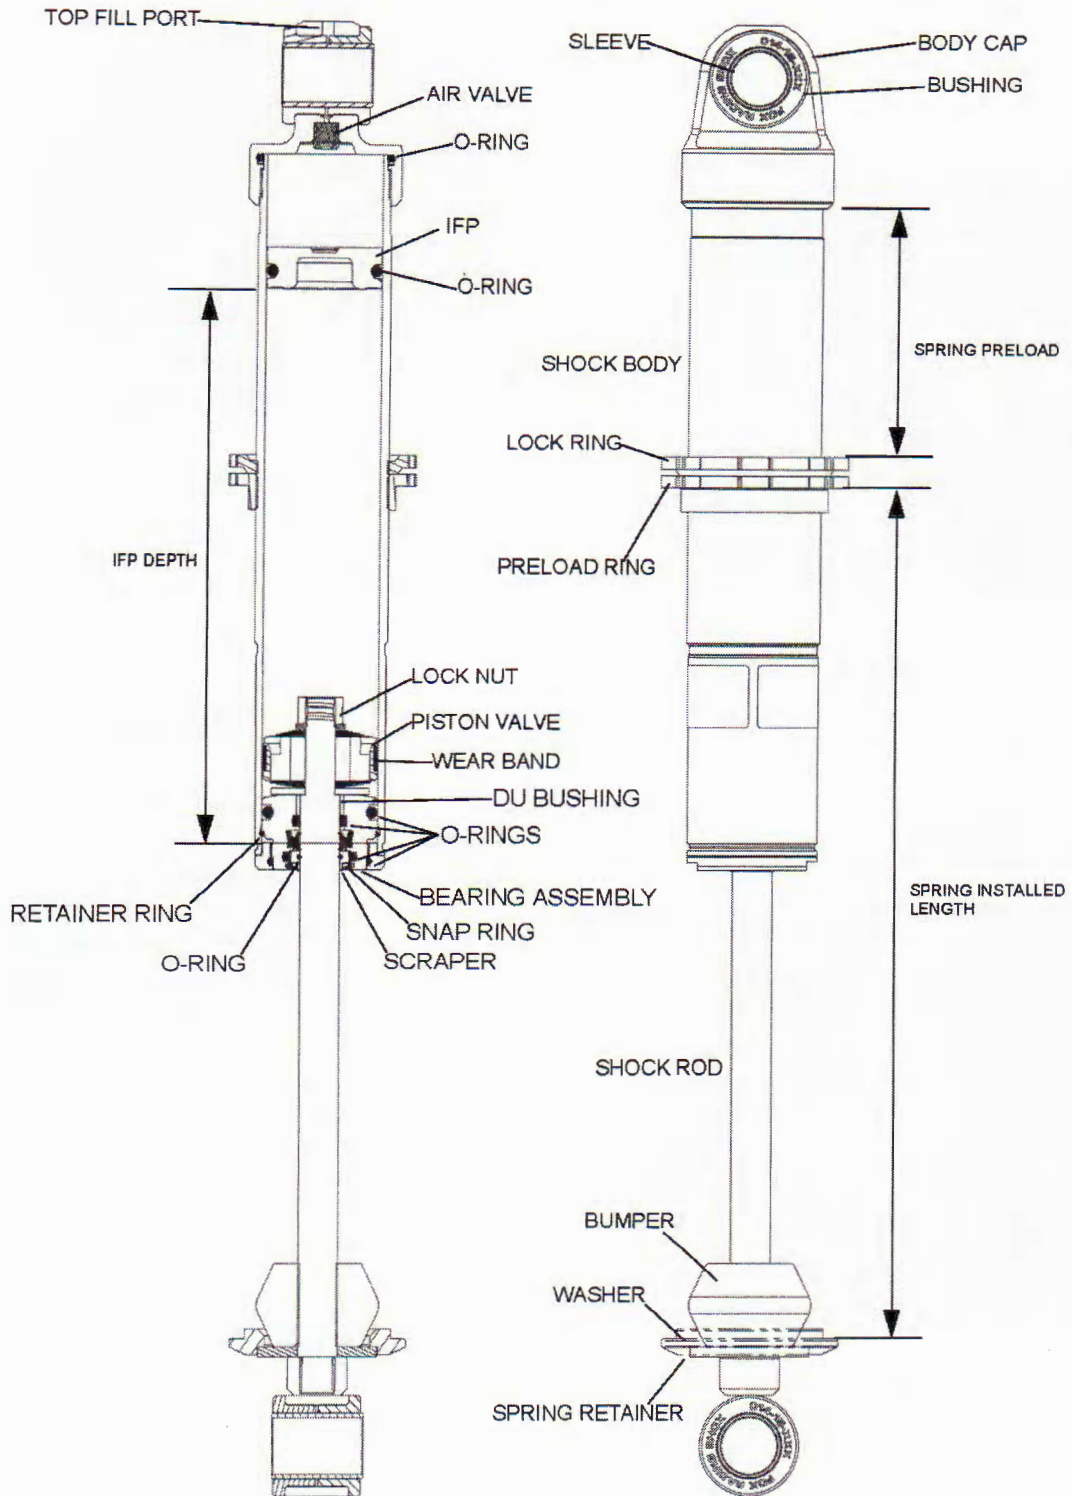 TOP FILL PORT
AIR VALVE
O-RING
IFP
O-RING
IFP DEPTH
LOCK NUT
PISTON VALVE
WEAR BAND
DU BUSHING
O-RINGS
BEARING ASSEMBLY
RETAINER RING
SNAP RING
O-RING
SCRAPER
SLEEVE
BODY CAP
BUSHING
SHOCK BODY
SPRING PRELOAD
LOCK RING
PRELOAD RING
SPRING INSTALLED
LENGTH
SHOCK ROD
BUMPER
WASHER
SPRING RETAINER